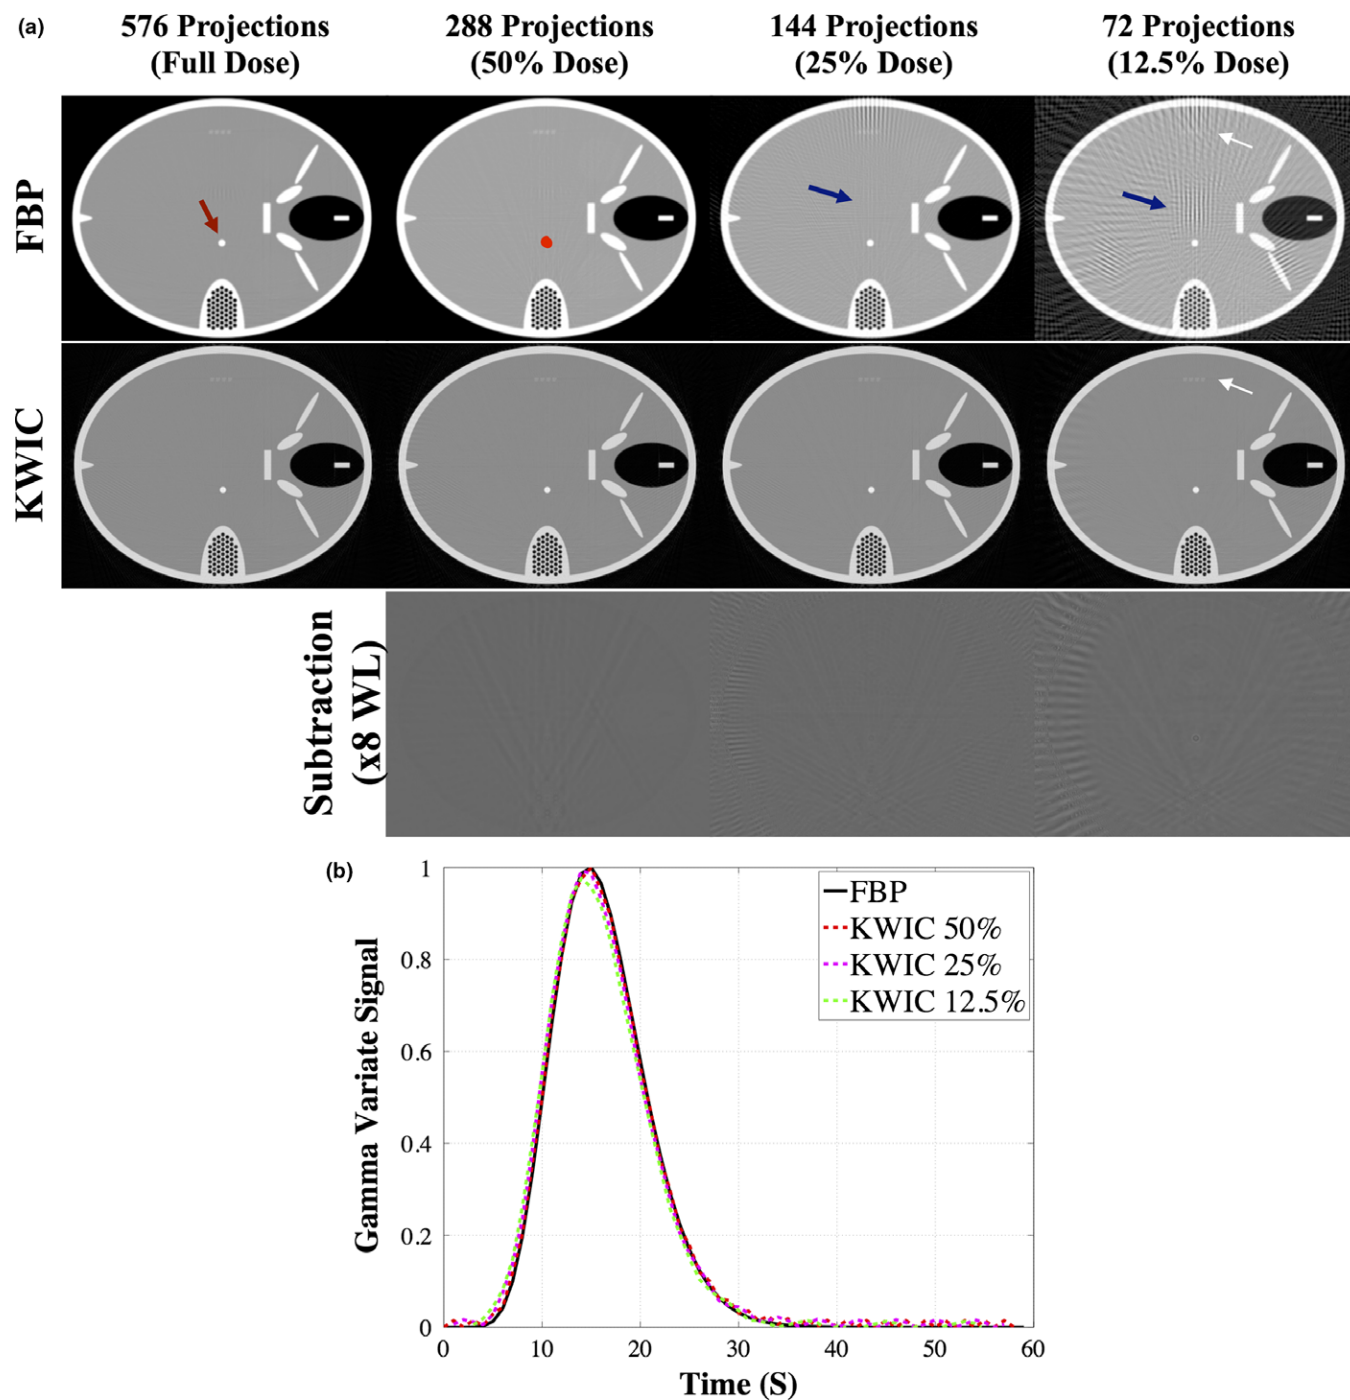 (a)
576 Projections
(Full Dose)
288 Projections
(50% Dose)
144 Projections
(25% Dose)
72 Projections
(12.5% Dose)
FBP
KWIC
Subtraction
(x8 WL)
(b)
Gamma Variate Signal
1
0.8
0.6
0.4
0.2
0
FBP
KWIC 50%
KWIC 25%
KWIC 12.5%
0 10 20 30 40 50 60
Time (S)